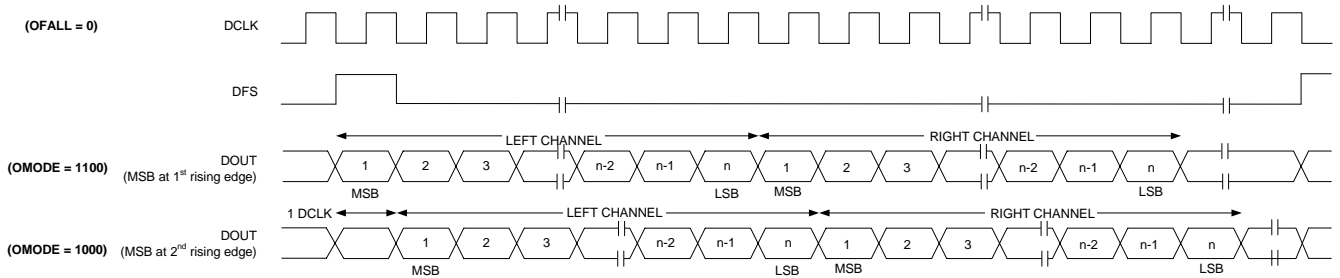 (OFALL = 0) DCLK
DFS
LEFT CHANNEL RIGHT CHANNEL
(OMODE = 1100) DOUT 1 2 3 n-2 n-1 n 1 2 3 n-2 n-1 n
(MSB at 1st rising edge)
MSB LSB MSB LSB
1 DCLK LEFT CHANNEL RIGHT CHANNEL
(OMODE = 1000) DOUT 1 2 3 n-2 n-1 n 1 2 3 n-2 n-1 n
(MSB at 2nd rising edge)
MSB LSB MSB LSB